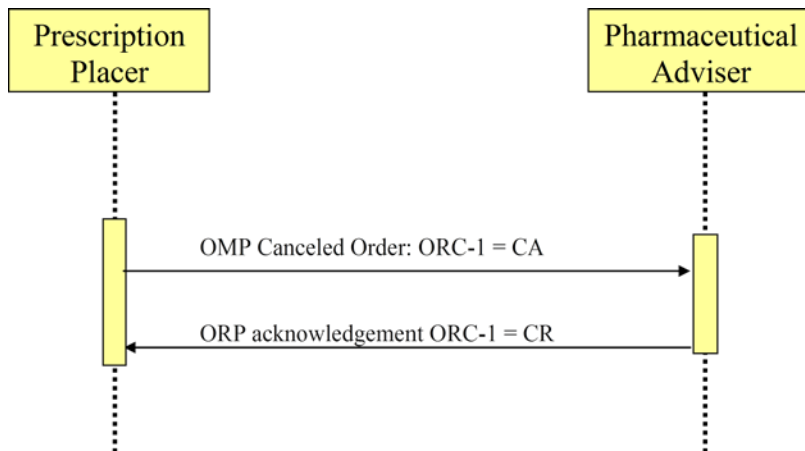 Prescription
Placer
Pharmaceutical
Adviser
OMP Canceled Order: ORC-1 = CA
ORP acknowledgement ORC-1 = CR